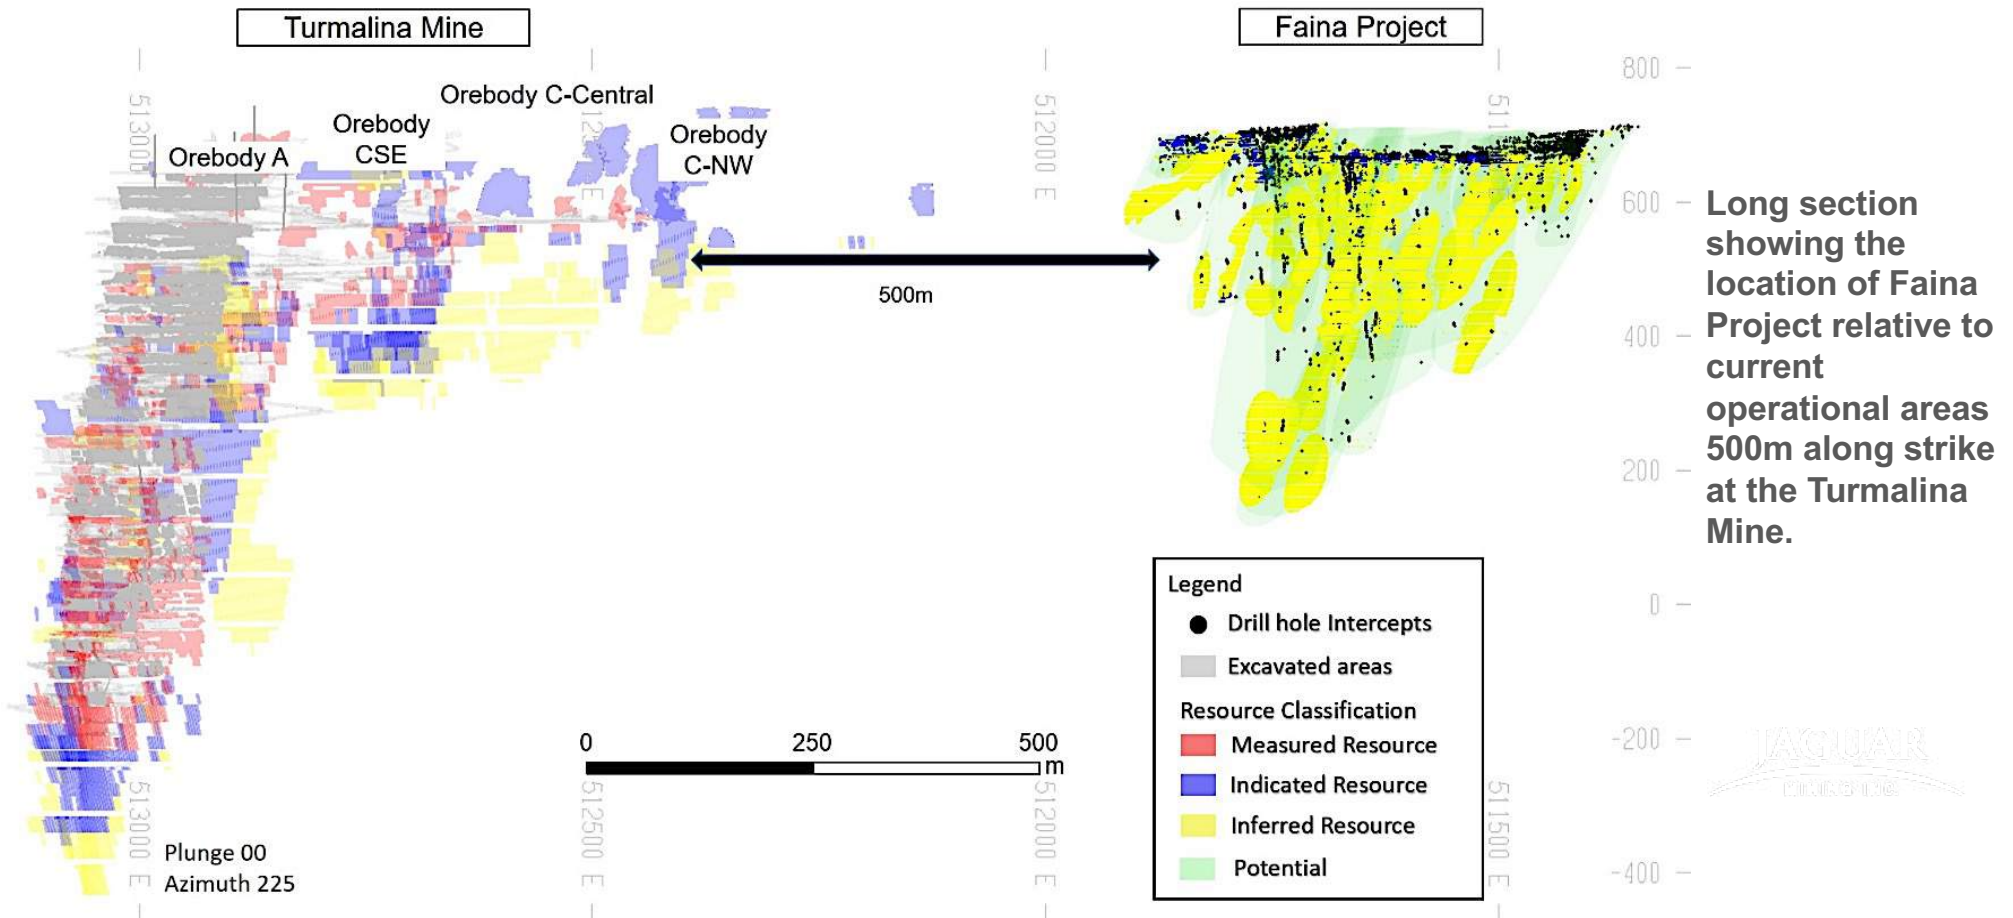 Turmalina Mine
Faina Project
Orebody C-Central
Orebody
CSE
Orebody A
Orebody
C-NW
500m
513000 E
512000 E
800
600
400
200
0
-200
-400
Long section
showing the
location of Faina
Project relative to
current
operational areas
500m along strike
at the Turmalina
Mine.
Legend
Drill hole Intercepts
Excavated areas
Resource Classification
Measured Resource
Indicated Resource
Inferred Resource
Potential
0 250 500
m
513000 E
512500 E
512000 E
511500 E
Plunge 00
Azimuth 225
JAGUAR
MINING INC